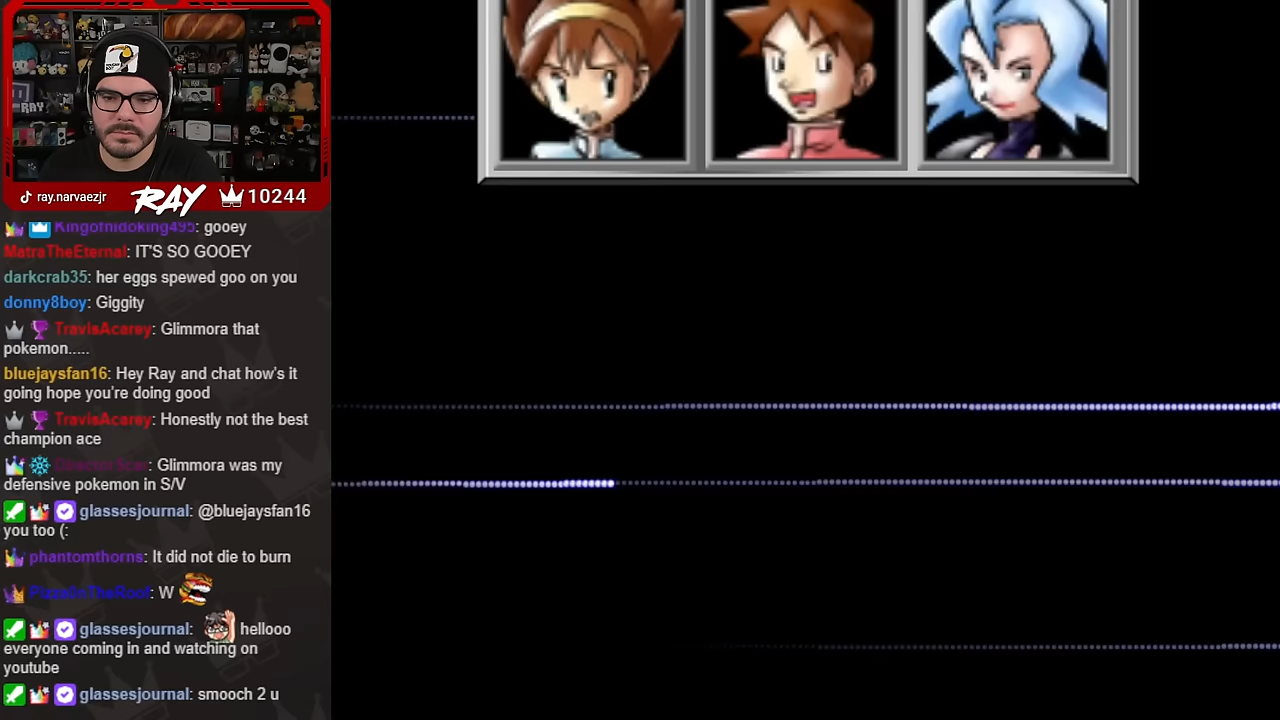 ray.narvaezjr RAY 10244
Kingofnidoking495: gooey
MatraTheEternal: IT'S SO GOOEY
darkcrab35: her eggs spewed goo on you
donny8boy: Giggity
TravisAcarey: Glimmora that
pokemon.....
bluejaysfan16: Hey Ray and chat how's it
going hope you're doing good
TravisAcarey: Honestly not the best
champion ace
: Glimmora was my
defensive pokemon in S/V
glassesjournal: @bluejaysfan16
you too (:
phantomthorns: It did not die to burn
PizzaOnTheRoof: W
glassesjournal: hellooo
everyone coming in and watching on
youtube
glassesjournal: smooch 2 u